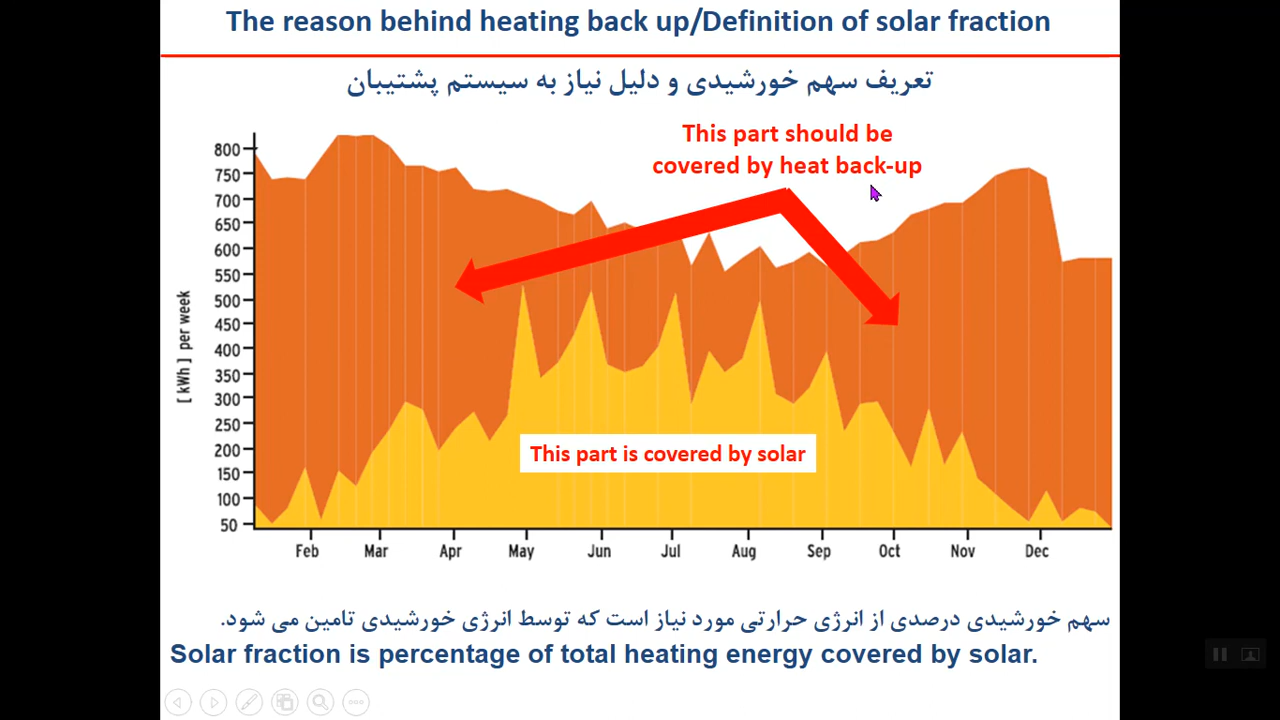 The reason behind heating back up/Definition of solar fraction
تعریف سهم خورشیدی و دلیل نیاز به سیستم پشتیبان
This part should be
covered by heat back-up
800
750
700
650
600
550
500
450
400
350
300
250
200
150
100
50
[ kWh ] per week
This part is covered by solar
Feb Mar Apr May Jun Jul Aug Sep Oct Nov Dec
سهم خورشیدی درصدی از انرژی حرارتی مورد نیاز است که توسط انرژی خورشیدی تامین می شود.
Solar fraction is percentage of total heating energy covered by solar.